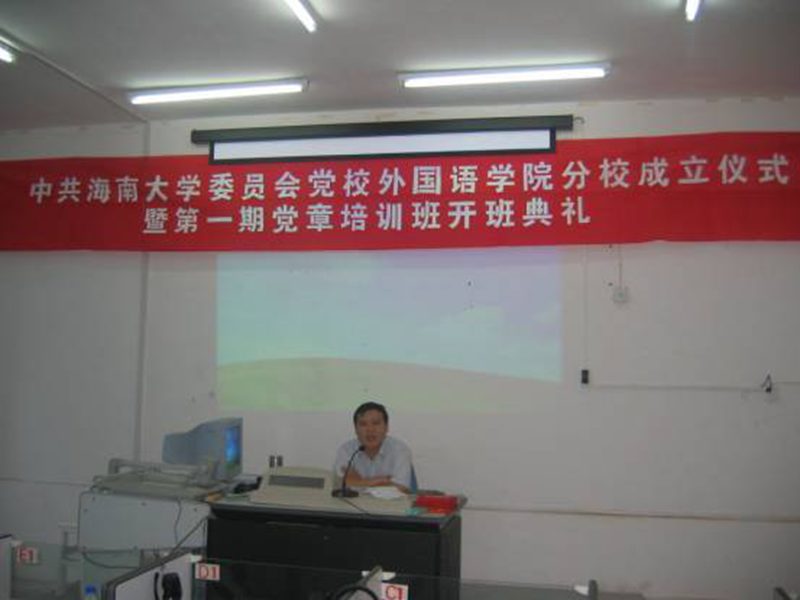 中共海南大学委员会党校外国语学院分校成立仪式
暨第一期党章培训班开班典礼
E1
D1
C1